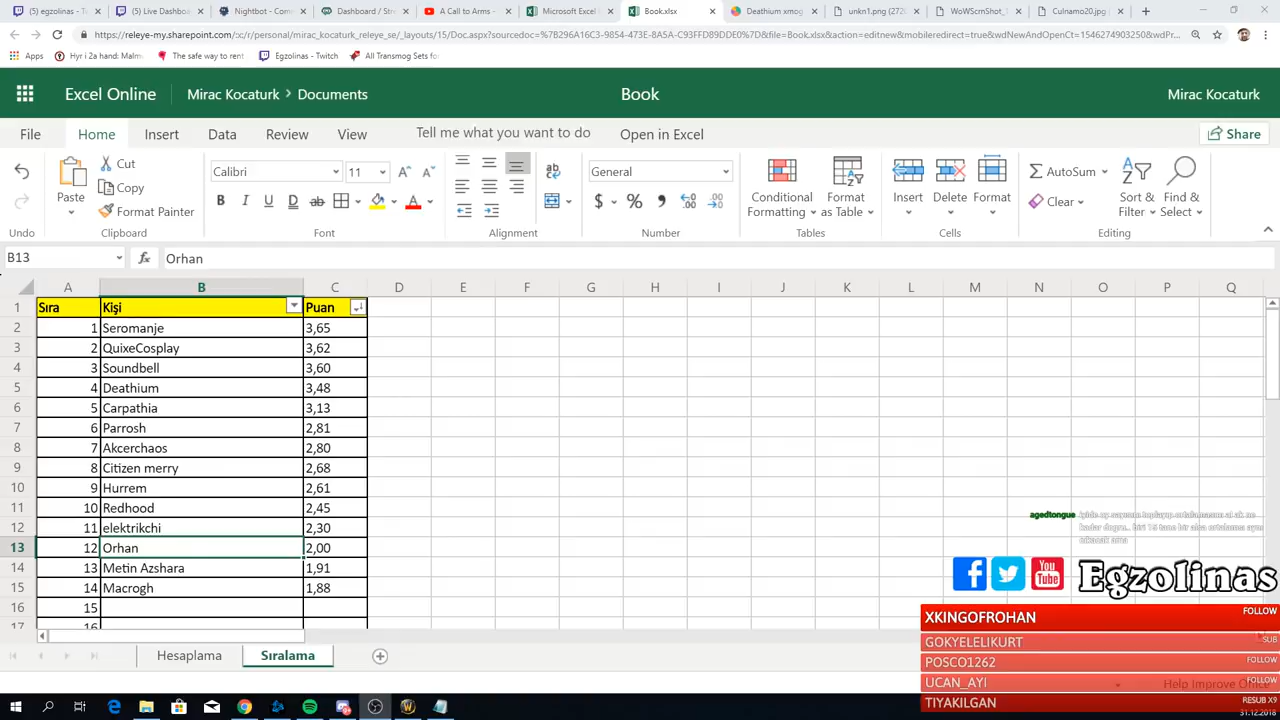 (5) egzolinas - Tw
(5) Live Dashboa
Nightbot - Com
Dashboard / Str
A Call to Arms -
Microsoft Excel
Book.xlsx
Deathium xmog
unkn1.png (272
WoWScrnShot_
Culnamo20.jpg
https://releye-my.sharepoint.com/:x:/r/personal/mirac_kocaturk_releye_se/_layouts/15/Doc.aspx?sourcedoc=%7B296A16C3-9854-473E-8A5A-C93FFD89DDE0%7D&file=Book.xlsx&action=editnew&mobileredirect=true&wdNewAndOpenCt=1546274903250&wdPr...
Apps
Hyr i 2a hand: Malm
The safe way to rent
Egzolinas - Twitch
All Transmog Sets fo
Excel Online
Mirac Kocaturk > Documents
Book
Mirac Kocaturk
File
Home
Insert
Data
Review
View
Tell me what you want to do
Open in Excel
Share
Paste
Cut
Copy
Format Painter
Calibri
11
B I U D ab
General
$ % ,
Conditional
Formatting
Format
as Table
Insert
Delete
Format
AutoSum
Clear
Sort &
Filter
Find &
Select
Undo
Clipboard
Font
Alignment
Number
Tables
Cells
Editing
B13
fx
Orhan
A B C D E F G H I J K L M N O P Q
1 Sıra Kişi Puan
2 1 Seromanje 3,65
3 2 QuixeCosplay 3,62
4 3 Soundbell 3,60
5 4 Deathium 3,48
6 5 Carpathia 3,13
7 6 Parrosh 2,81
8 7 Akcerchaos 2,80
9 8 Citizen merry 2,68
10 9 Hurrem 2,61
11 10 Redhood 2,45
12 11 elektrikchi 2,30
13 12 Orhan 2,00
14 13 Metin Azshara 1,91
15 14 Macrogh 1,88
16 15
17 16
agedtongue
Egzolinas
You
Tube
XKINGOFROHAN FOLLOW
GOKYELELIKURT SUB
POSCO1262 FOLLOW
UCAN_AYI FOLLOW
TIYAKILGAN RESUB X9
Hesaplama
Sıralama
Help Improve Office
31.12.2018